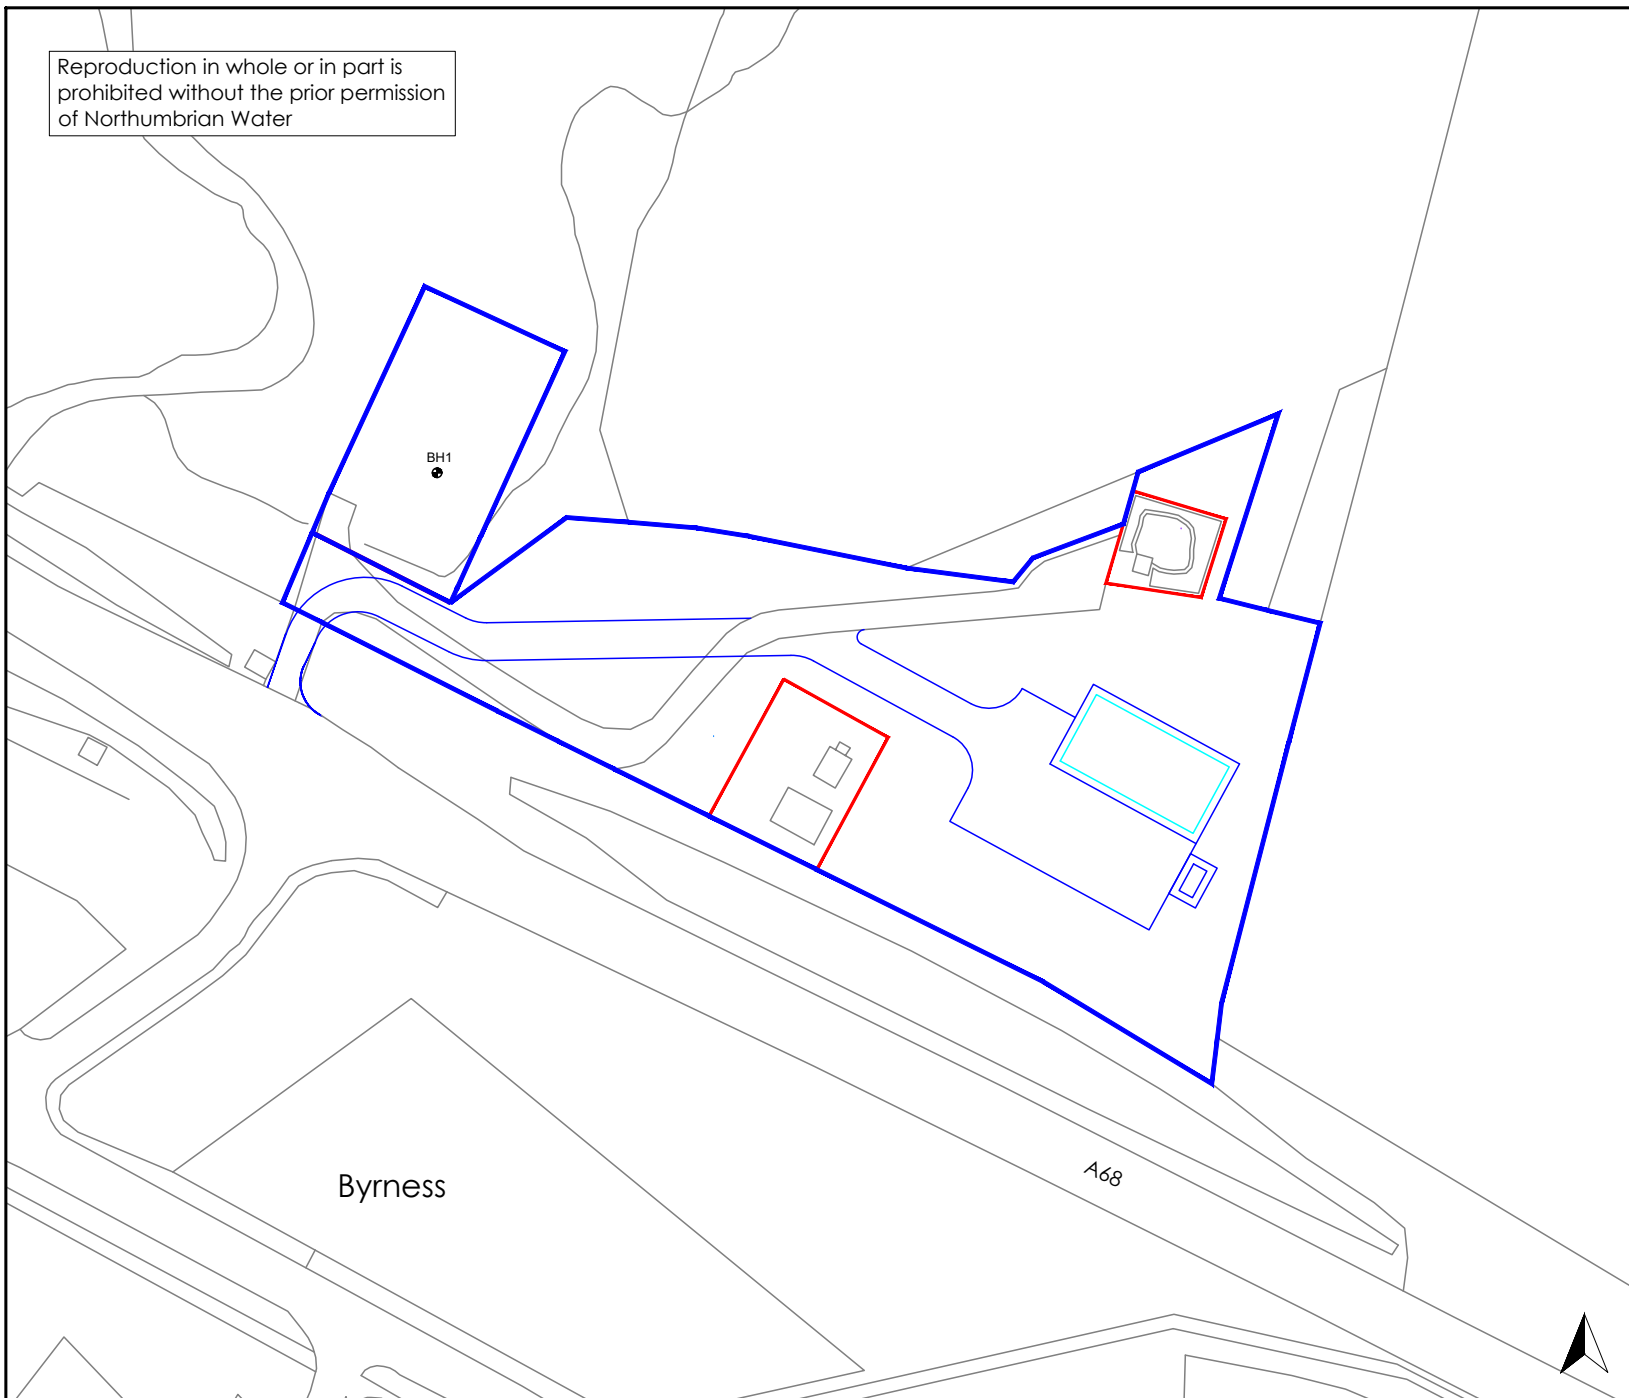 Reproduction in whole or in part is
prohibited without the prior permission
of Northumbrian Water
BH1
A68
Byrness